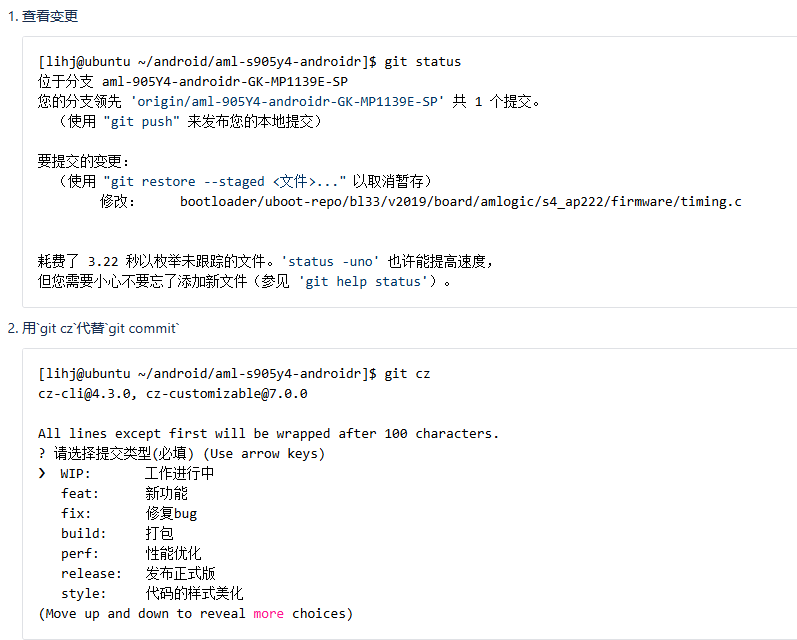 1. 查看变更
[lihj@ubuntu ~/android/aml-s905y4-androidr]$ git status
位于分支 aml-905Y4-androidr-GK-MP1139E-SP
您的分支领先 'origin/aml-905Y4-androidr-GK-MP1139E-SP' 共 1 个提交。
（使用 "git push" 来发布您的本地提交）
要提交的变更：
（使用 "git restore --staged <文件>..." 以取消暂存）
修改： bootloader/uboot-repo/bl33/v2019/board/amlogic/s4_ap222/firmware/timing.c
耗费了 3.22 秒以枚举未跟踪的文件。'status -uno' 也许能提高速度，
但您需要小心不要忘了添加新文件（参见 'git help status'）。
2. 用`git cz`代替`git commit`
[lihj@ubuntu ~/android/aml-s905y4-androidr]$ git cz
cz-cli@4.3.0, cz-customizable@7.0.0
All lines except first will be wrapped after 100 characters.
? 请选择提交类型(必填) (Use arrow keys)
❯ WIP: 工作进行中
feat: 新功能
fix: 修复bug
build: 打包
perf: 性能优化
release: 发布正式版
style: 代码的样式美化
(Move up and down to reveal more choices)